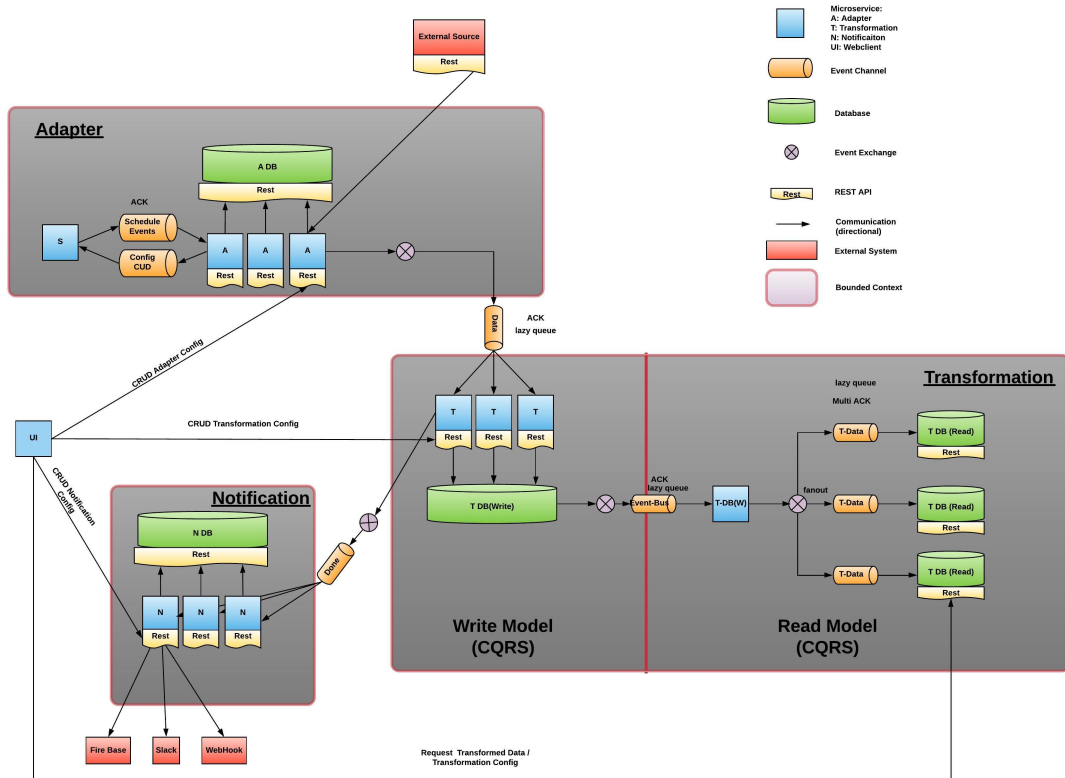 External Source
Rest
Microservice:
A: Adapter
T: Transformation
N: Notificaiton
UI: Webclient
Event Channel
Database
Event Exchange
Rest
REST API
Communication
(directional)
External System
Bounded Context
Adapter
A DB
Rest
ACK
Schedule
Events
Config
CUD
S
A
A
A
Rest
Rest
Rest
Data
ACK
lazy queue
CRUD Adapter Config
UI
CRUD Transformation Config
CRUD Notification
Config
Transformation
T
T
T
Rest
Rest
Rest
T DB(Write)
ACK
lazy queue
Event-Bus
T-DB(W)
fanout
lazy queue
Multi ACK
T-Data
T DB (Read)
Rest
T-Data
T DB (Read)
Rest
T-Data
T DB (Read)
Rest
Write Model
(CQRS)
Read Model
(CQRS)
Notification
N DB
Rest
Done
N
N
N
Rest
Rest
Rest
Fire Base
Slack
WebHook
Request Transformed Data /
Transformation Config